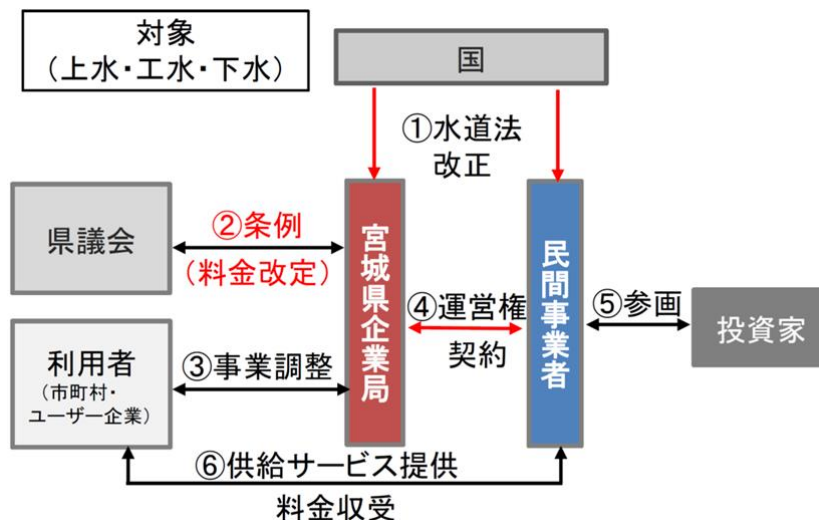 対象
（上水・工水・下水）
国
①水道法
改正
県議会
②条例
（料金改定）
宮城県企業局
民間事業者
④運営権
契約
⑤参画
投資家
利用者
（市町村・
ユーザー企業）
③事業調整
⑥供給サービス提供
料金収受